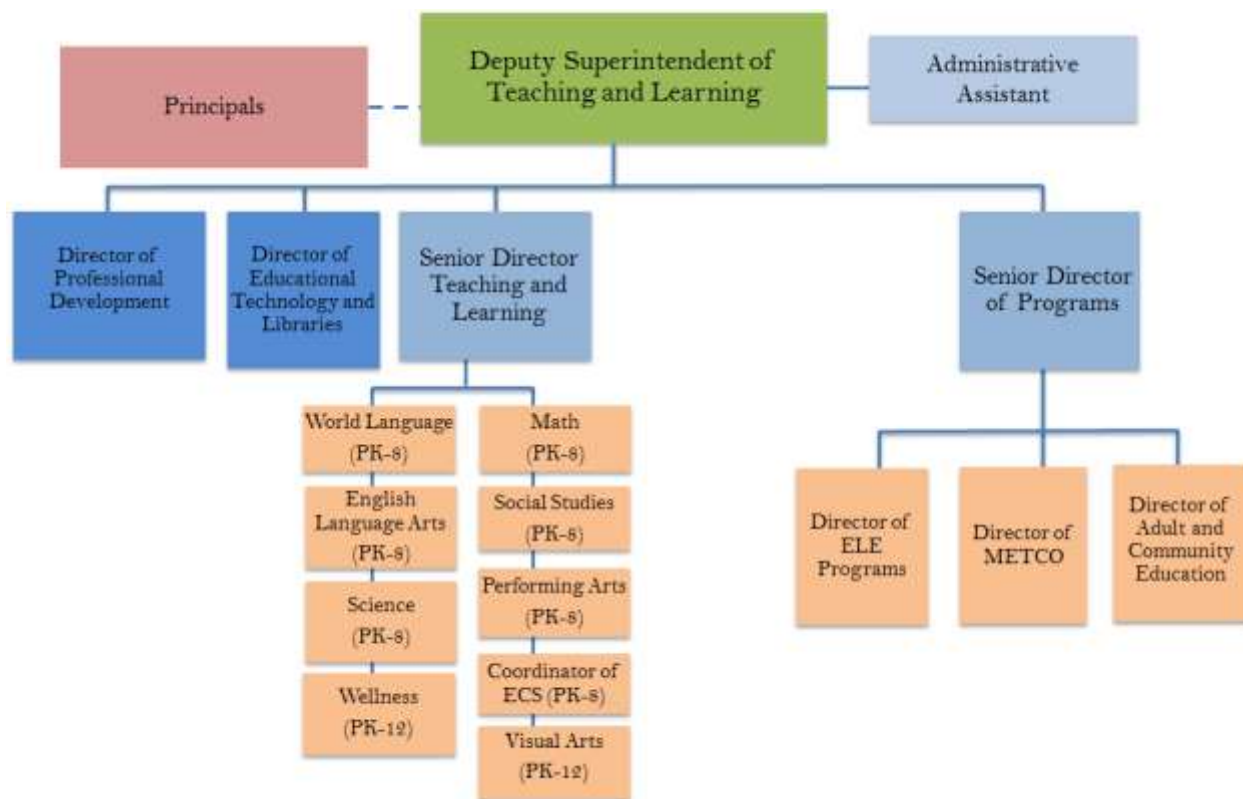 Principals
Deputy Superintendent of
Teaching and Learning
Administrative
Assistant
Director of
Professional
Development
Director of
Educational
Technology and
Libraries
Senior Director
Teaching and
Learning
Senior Director
of Programs
World Language
(PK-8)
English
Language Arts
(PK-8)
Science
(PK-8)
Wellness
(PK-12)
Math
(PK-8)
Social Studies
(PK-8)
Performing Arts
(PK-8)
Coordinator of
ECS (PK-8)
Visual Arts
(PK-12)
Director of
ELE
Programs
Director of
METCO
Director of
Adult and
Community
Education